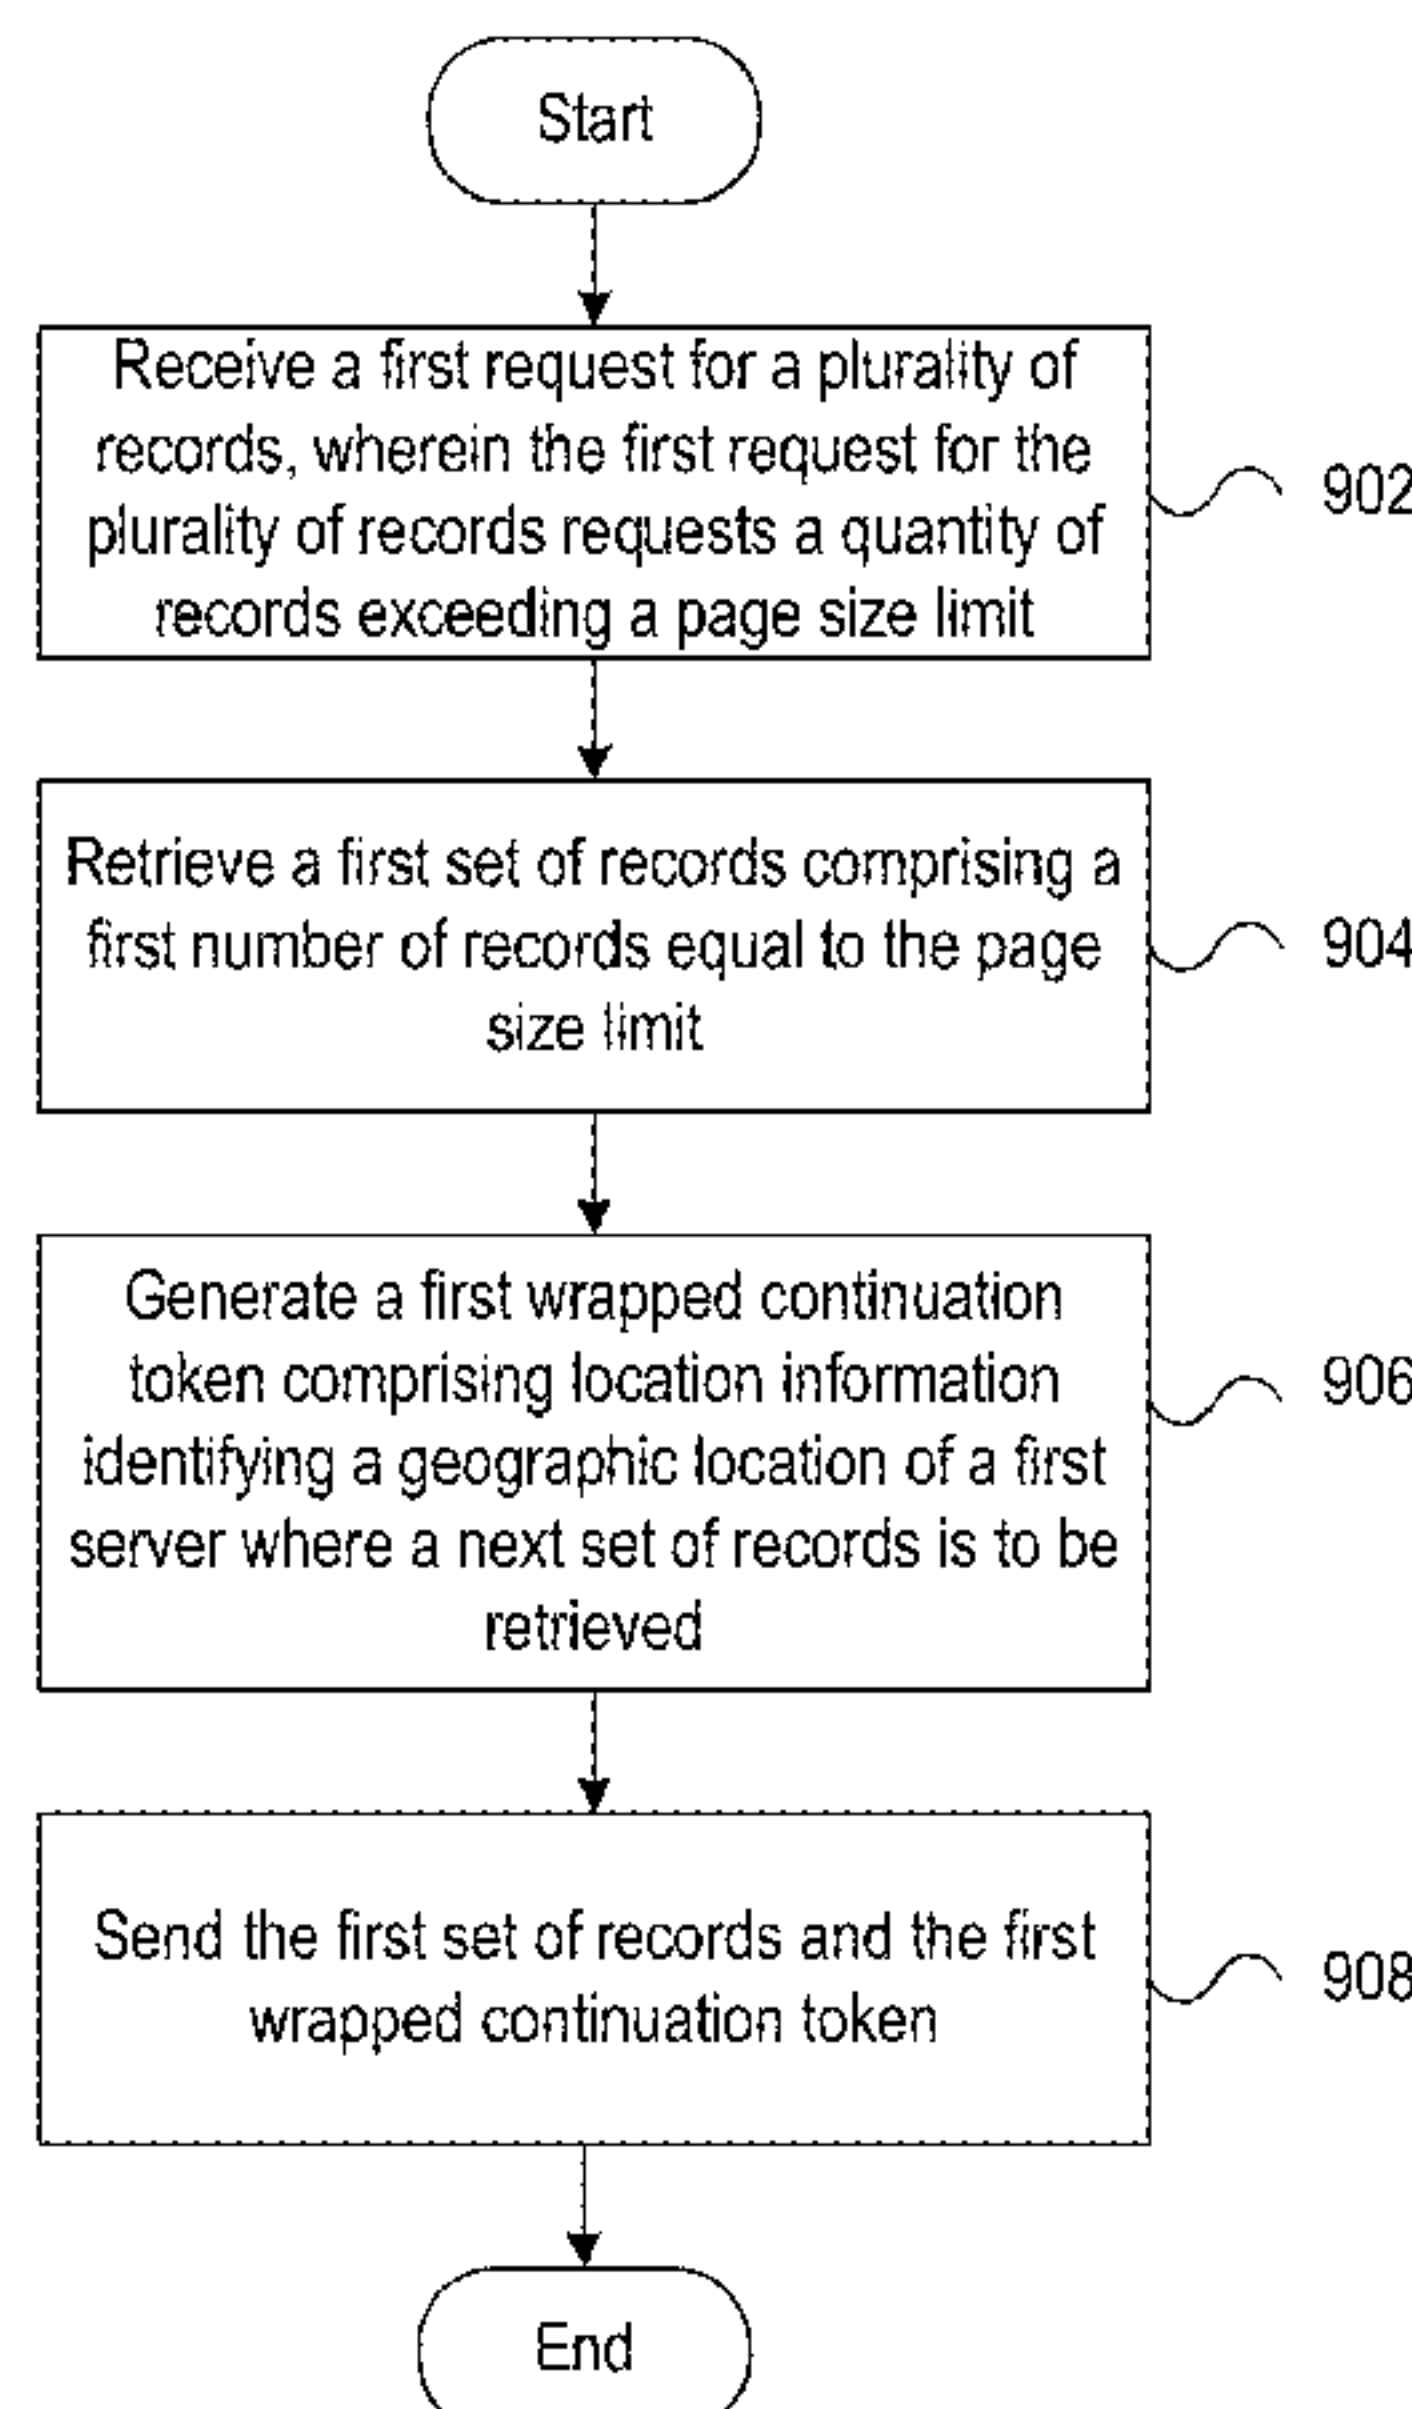 Start
Receive a first request for a plurality of
records, wherein the first request for the
plurality of records requests a quantity of
records exceeding a page size limit
902
Retrieve a first set of records comprising a
first number of records equal to the page
size limit
904
Generate a first wrapped continuation
token comprising location information
identifying a geographic location of a first
server where a next set of records is to be
retrieved
906
Send the first set of records and the first
wrapped continuation token
908
End